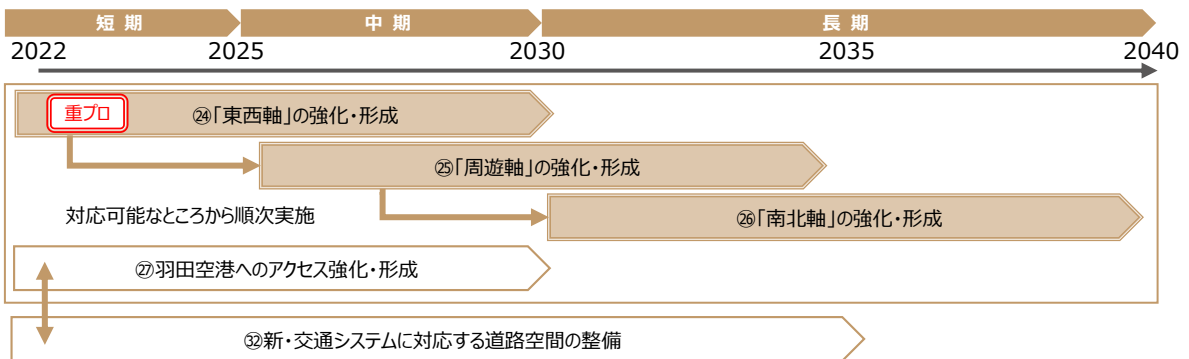 短 期 中 期 長 期
2022 2025 2030 2035 2040
重プロ ㉔「東西軸」の強化・形成
㉕「周遊軸」の強化・形成
対応可能なところから順次実施
㉖「南北軸」の強化・形成
㉗羽田空港へのアクセス強化・形成
㉜新・交通システムに対応する道路空間の整備